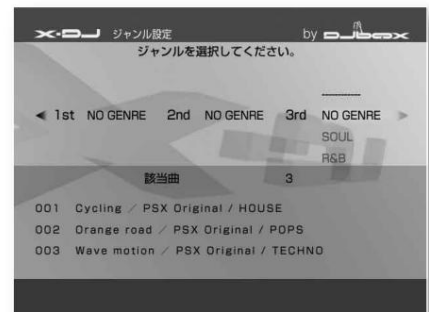 X-DJ ジャンル設定 by DJbox
ジャンルを選択してください。
----------
◀ 1st NO GENRE 2nd NO GENRE 3rd NO GENRE ▶
SOUL
R&B
該当曲 3
001 Cycling / PSX Original / HOUSE
002 Orange road / PSX Original / POPS
003 Wave motion / PSX Original / TECHNO